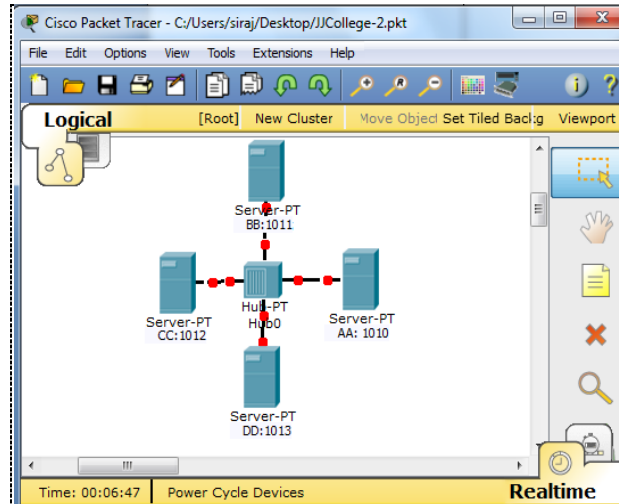 Cisco Packet Tracer - C:/Users/siraj/Desktop/JJCollege-2.pkt
File Edit Options View Tools Extensions Help
Logical [Root] New Cluster Move Object Set Tiled Backg Viewport
Server-PT
BB:1011
Server-PT
CC:1012
Hub-PT
Hub0
Server-PT
AA: 1010
Server-PT
DD:1013
Time: 00:06:47 Power Cycle Devices Realtime